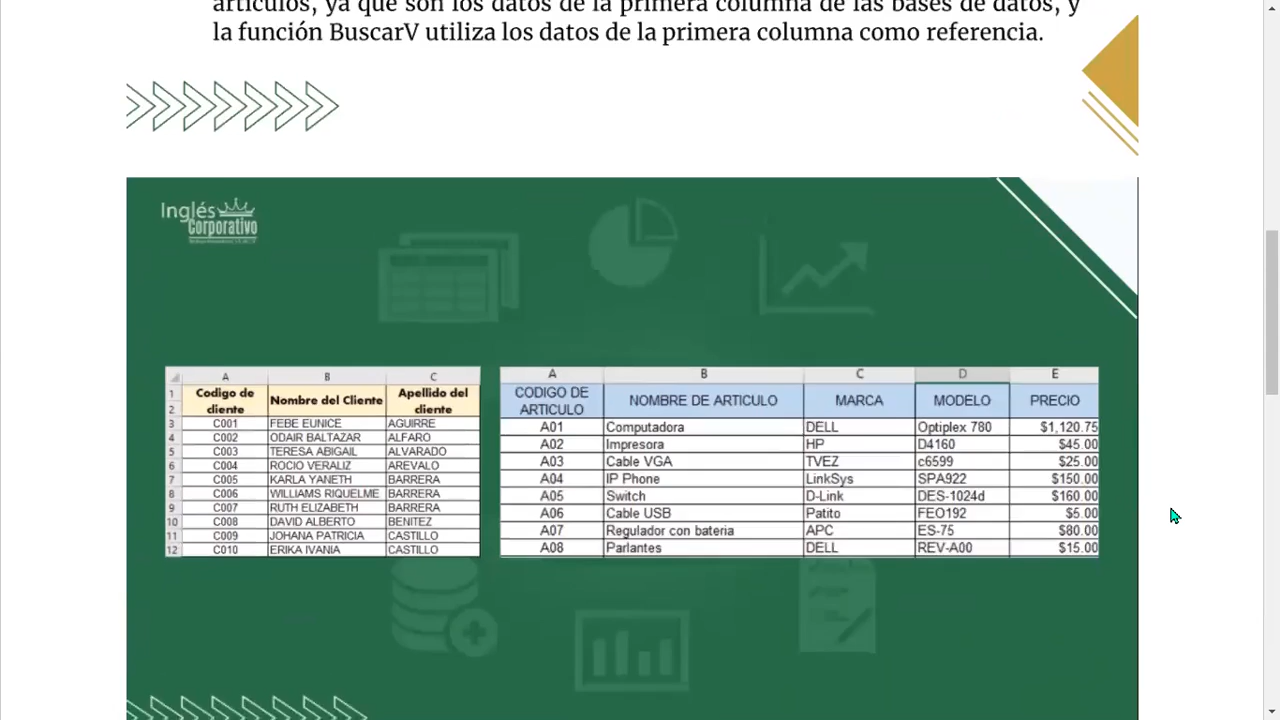 artículos, ya que son los datos de la primera columna de las bases de datos, y
la función BuscarV utiliza los datos de la primera columna como referencia.
Inglés
Corporativo
A B C
1 Codigo de Nombre del Cliente Apellido del
2 cliente cliente
3 C001 FEBE EUNICE AGUIRRE
4 C002 ODAIR BALTAZAR ALFARO
5 C003 TERESA ABIGAIL ALVARADO
6 C004 ROCIO VERALIZ AREVALO
7 C005 KARLA YANETH BARRERA
8 C006 WILLIAMS RIQUELME BARRERA
9 C007 RUTH ELIZABETH BARRERA
10 C008 DAVID ALBERTO BENITEZ
11 C009 JOHANA PATRICIA CASTILLO
12 C010 ERIKA IVANIA CASTILLO
A B C D E
CODIGO DE
ARTICULO NOMBRE DE ARTICULO MARCA MODELO PRECIO
A01 Computadora DELL Optiplex 780 $1,120.75
A02 Impresora HP D4160 $45.00
A03 Cable VGA TVEZ c6599 $25.00
A04 IP Phone LinkSys SPA922 $150.00
A05 Switch D-Link DES-1024d $160.00
A06 Cable USB Patito FEO192 $5.00
A07 Regulador con bateria APC ES-75 $80.00
A08 Parlantes DELL REV-A00 $15.00